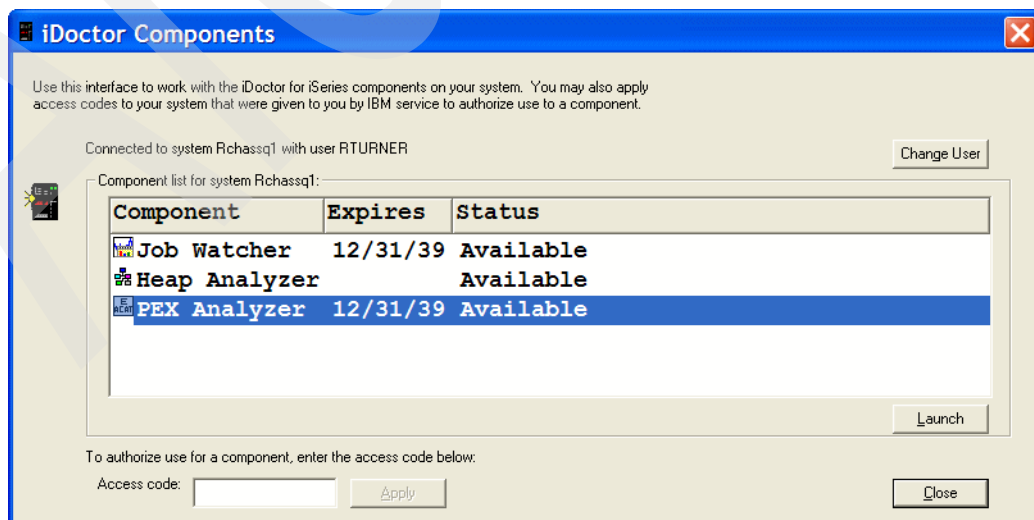 iDoctor Components
Use this interface to work with the iDoctor for iSeries components on your system. You may also apply
access codes to your system that were given to you by IBM service to authorize use to a component.
Connected to system Rchassq1 with user RTURNER
Change User
Component list for system Rchassq1:
Component Expires Status
Job Watcher 12/31/39 Available
Heap Analyzer Available
PEX Analyzer 12/31/39 Available
Launch
To authorize use for a component, enter the access code below:
Access code:
Apply
Close